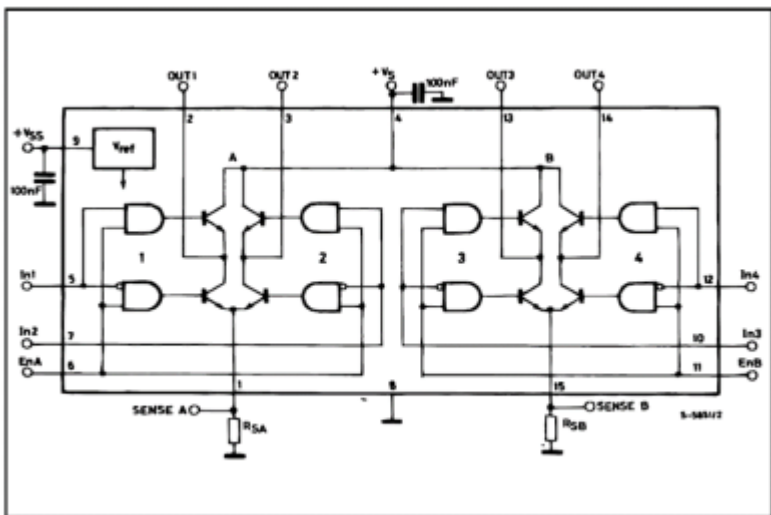 OUT1 OUT2 +VS 100nF OUT3 OUT4
2 3 4 13 14
+VSS 9 Vref A B
100nF
1 2 3 4
In1 5 12 In4
In2 7 10 In3
EnA 6 11 EnB
1 8 15
SENSE A SENSE B
RSA RSB